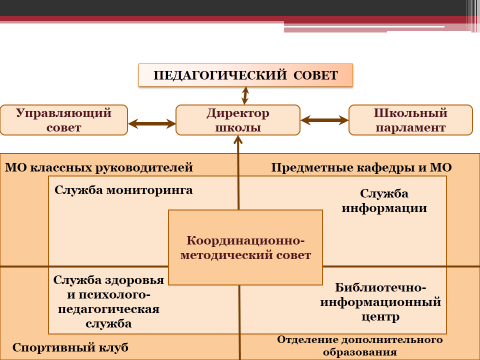 ПЕДАГОГИЧЕСКИЙ СОВЕТ
Управляющий
совет
Директор
школы
Школьный
парламент
МО классных руководителей
Предметные кафедры и МО
Служба мониторинга
Служба
информации
Координационно-
методический совет
Служба здоровья
и психолого-
педагогическая
служба
Библиотечно-
информационный
центр
Спортивный клуб
Отделение дополнительного
образования